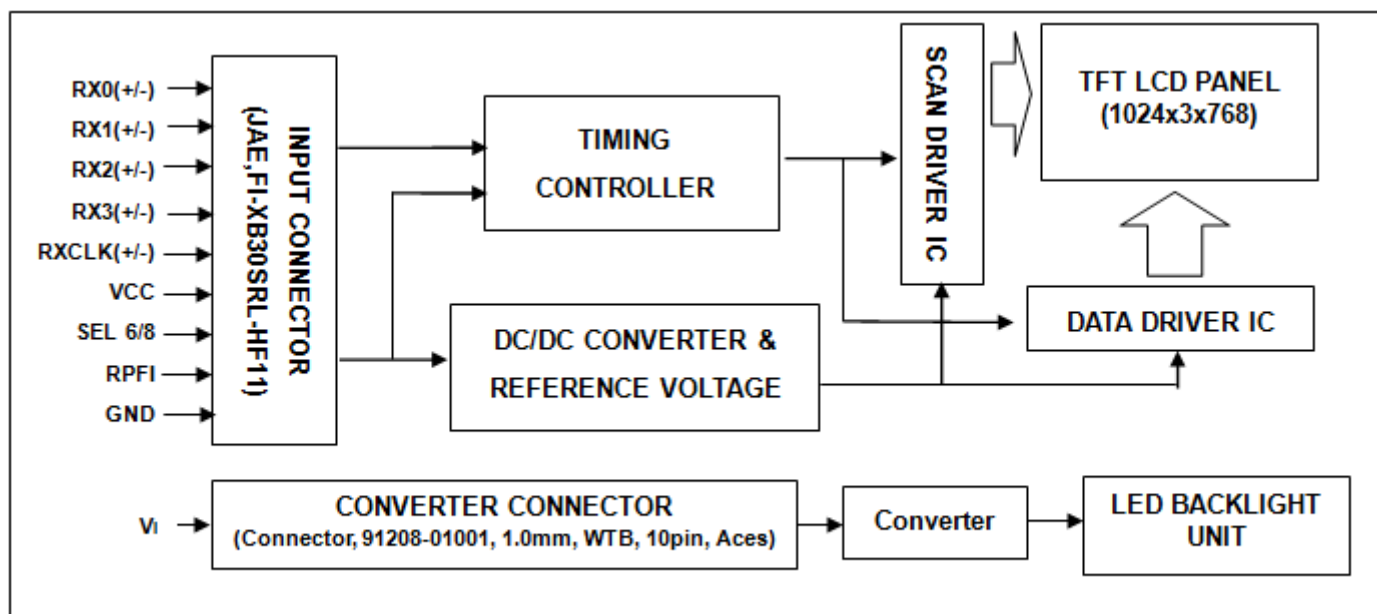 RX0(+/-)
RX1(+/-)
RX2(+/-)
RX3(+/-)
RXCLK(+/-)
VCC
SEL 6/8
RPFI
GND
INPUT CONNECTOR
(JAE,FI-XB30SRL-HF11)
TIMING
CONTROLLER
DC/DC CONVERTER &
REFERENCE VOLTAGE
SCAN DRIVER IC
TFT LCD PANEL
(1024x3x768)
DATA DRIVER IC
VI
CONVERTER CONNECTOR
(Connector, 91208-01001, 1.0mm, WTB, 10pin, Aces)
Converter
LED BACKLIGHT
UNIT